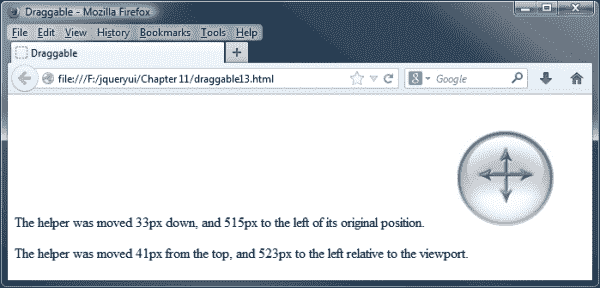 Draggable - Mozilla Firefox
File Edit View History Bookmarks Tools Help
Draggable
file:///F:/jqueryui/Chapter 11/draggable13.html
Google
The helper was moved 33px down, and 515px to the left of its original position.
The helper was moved 41px from the top, and 523px to the left relative to the viewport.